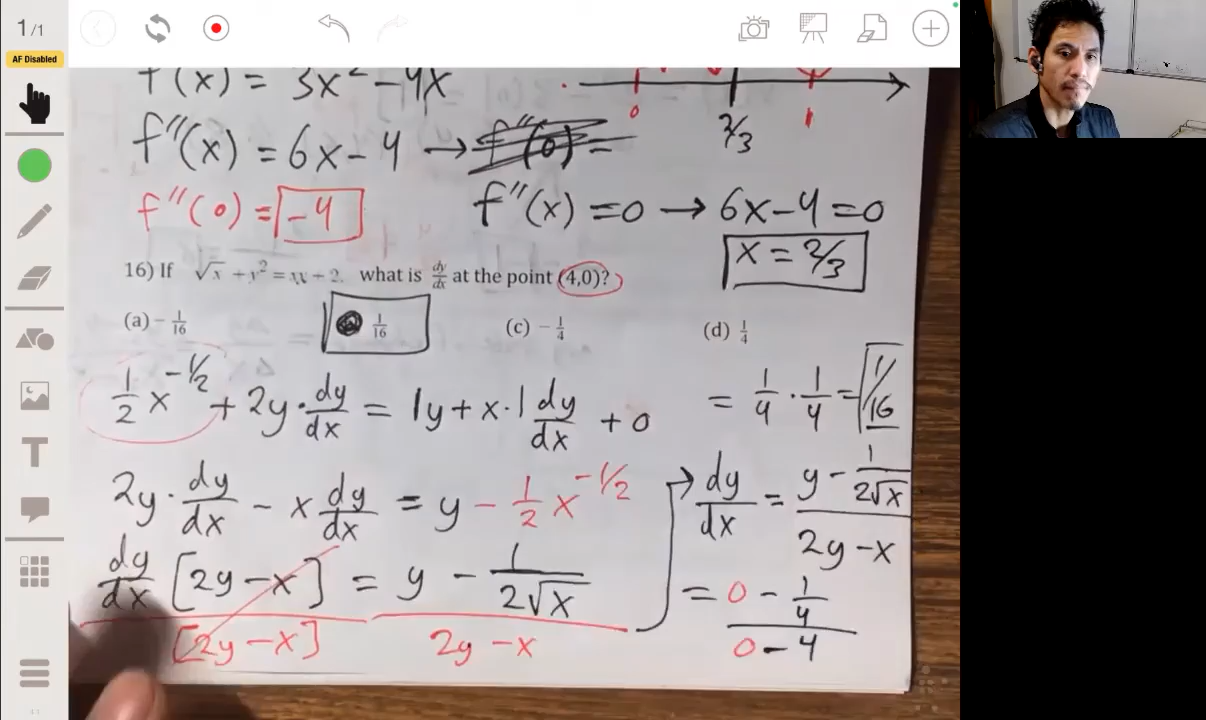 1/1
AF Disabled
f'(x) = 3x² - 4x
0
2/3
1
f''(x) = 6x - 4 → f''(0) =
f''(0) = -4
f''(x) = 0 → 6x - 4 = 0
x = 2/3
16) If √x + y² = xy + 2, what is dy/dx at the point (4,0)?
(a) - 1/16
1/16
(c) - 1/4
(d) 1/4
1/2 x^-1/2 + 2y · dy/dx = 1y + x · 1 dy/dx + 0
= 1/4 · 1/4 = 1/16
2y · dy/dx - x dy/dx = y - 1/2 x^-1/2
dy/dx = (y - 1/(2√x))/(2y - x)
dy/dx [2y - x] = y - 1/(2√x)
[2y - x] 2y - x
= (0 - 1/4)/(0 - 4)
T